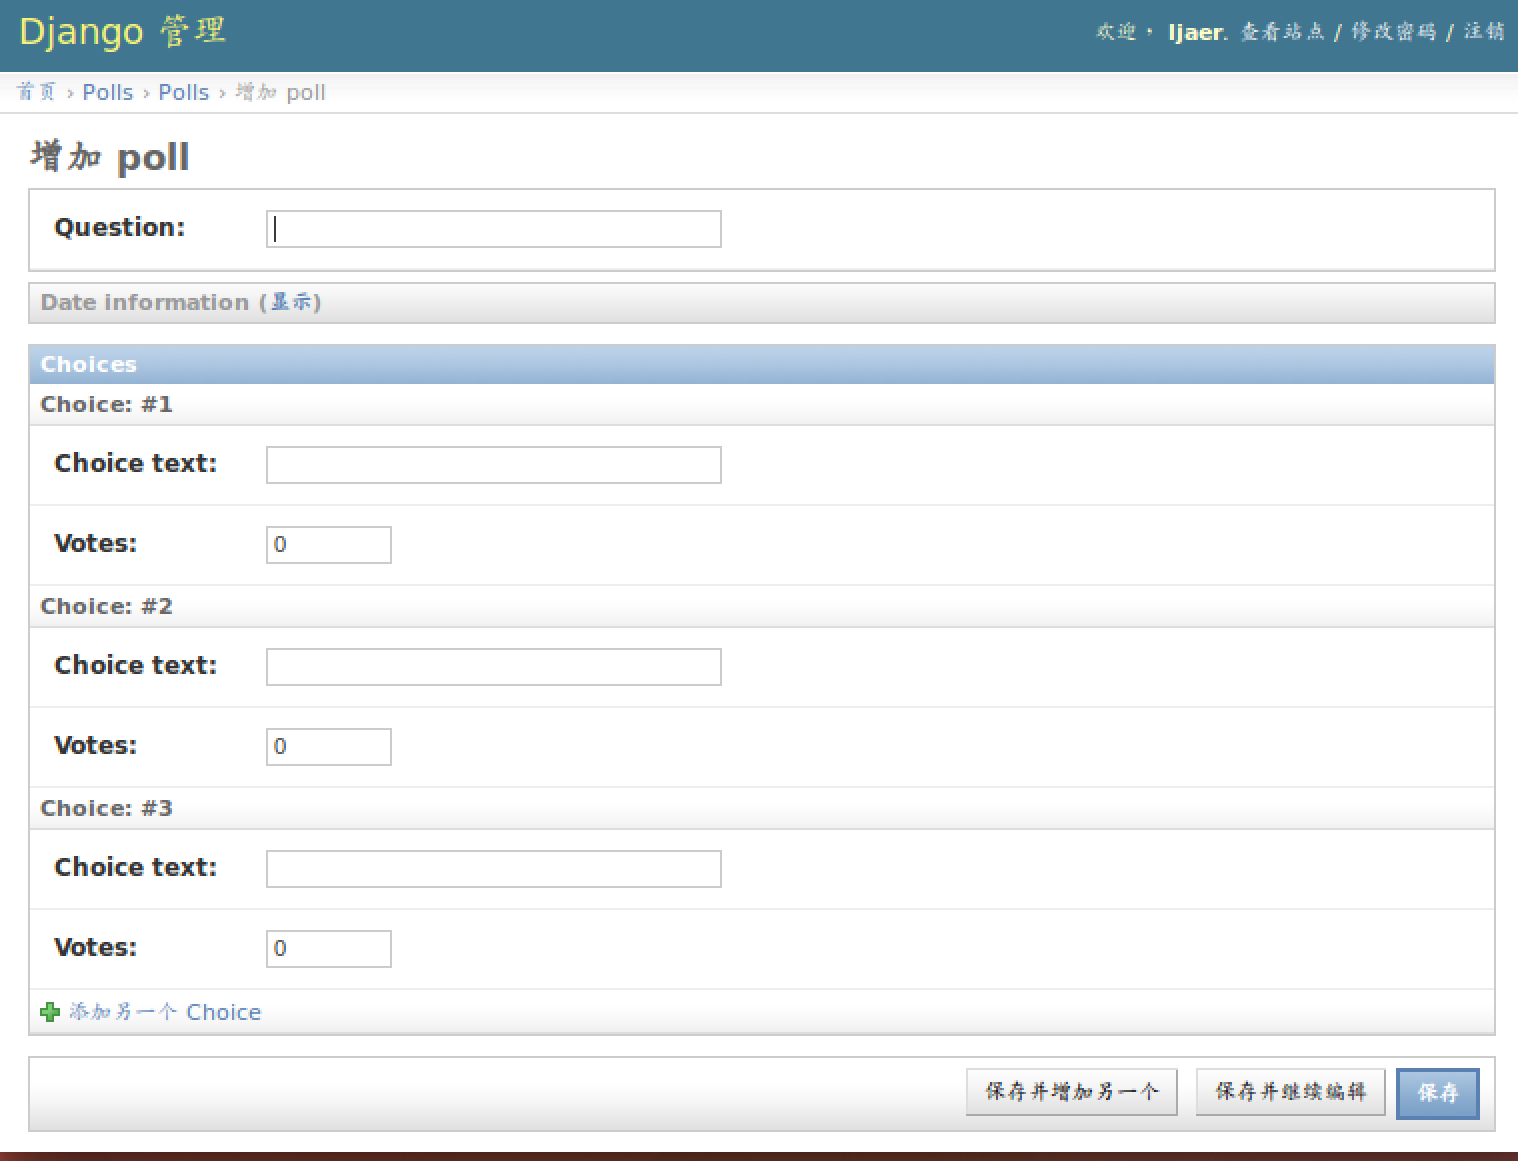 Django 管理
欢迎， ljaer. 查看站点 / 修改密码 / 注销
首页 › Polls › Polls › 增加 poll
增加 poll
Question:
Date information (显示)
Choices
Choice: #1
Choice text:
Votes: 0
Choice: #2
Choice text:
Votes: 0
Choice: #3
Choice text:
Votes: 0
添加另一个 Choice
保存并增加另一个 保存并继续编辑 保存